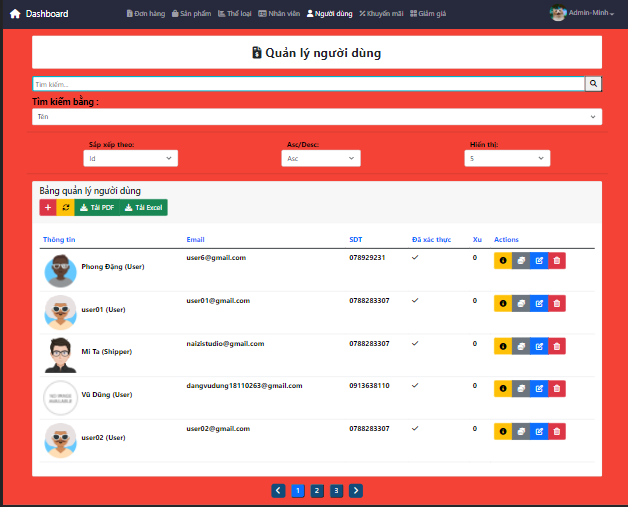 Dashboard Đơn hàng Sản phẩm Thể loại Nhân viên Người dùng Khuyến mãi Giảm giá Admin-Minh
Quản lý người dùng
Tìm kiếm...
Tìm kiếm bằng :
Tên
Sắp xếp theo: Asc/Desc: Hiển thị:
Id Asc 5
Bảng quản lý người dùng
Tải PDF Tải Excel
Thông tin Email SDT Đã xác thực Xu Actions
Phong Đặng (User) user6@gmail.com 078929231 0
user01 (User) user01@gmail.com 0788283307 0
Mi Ta (Shipper) naizistudio@gmail.com 0788283307 0
NO IMAGE
AVAILABLE
Vũ Dũng (User) dangvudung18110263@gmail.com 0913638110 0
user02 (User) user02@gmail.com 0788283307 0
1 2 3